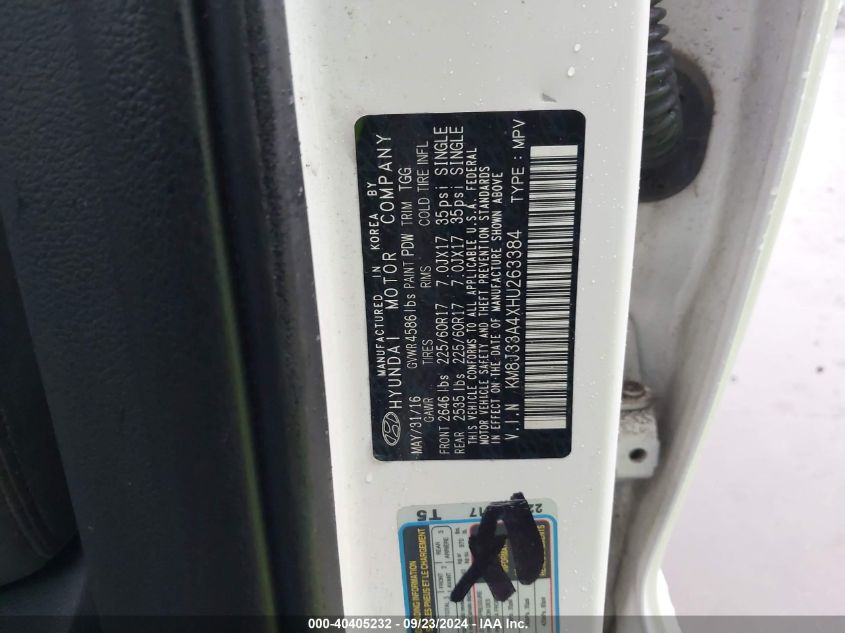 MANUFACTURED IN KOREA BY
HYUNDAI MOTOR COMPANY
MAY/31/16 GVWR 4586 lbs PAINT PDW TRIM TGG
GAWR TIRES RIMS COLD TIRE INFL
FRONT 2646 lbs 225/60R17 7.0JX17 35psi SINGLE
REAR 2535 lbs 225/60R17 7.0JX17 35psi SINGLE
THIS VEHICLE CONFORMS TO ALL APPLICABLE U.S.A. FEDERAL
MOTOR VEHICLE SAFETY AND THEFT PREVENTION STANDARDS
IN EFFECT ON THE DATE OF MANUFACTURE SHOWN ABOVE
V.I.N KM8J33A4XHU263384 TYPE : MPV
T5
000-40405232 - 09/23/2024 - IAA Inc.